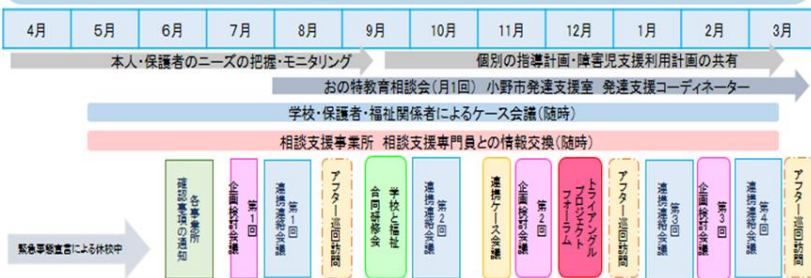 4月 5月 6月 7月 8月 9月 10月 11月 12月 1月 2月 3月
本人・保護者のニーズの把握・モニタリング
個別の指導計画・障害児支援利用計画の共有
おの特教育相談会(月1回) 小野市発達支援室 発達支援コーディネーター
学校・保護者・福祉関係者によるケース会議(随時)
相談支援事業所 相談支援専門員との情報交換(随時)
緊急事態宣言による休校中
各事業所
確認事項の通知
第1回
企画検討会議
第1回
連携連絡会議
アフター巡回訪問
学校と福祉
合同研修会
第2回
連携連絡会議
連携ケース会議
第2回
企画検討会議
トライアングル
プロジェクト
フォーラム
アフター巡回訪問
第3回
連携連絡会議
第3回
企画検討会議
第4回
連携連絡会議
アフター巡回訪問